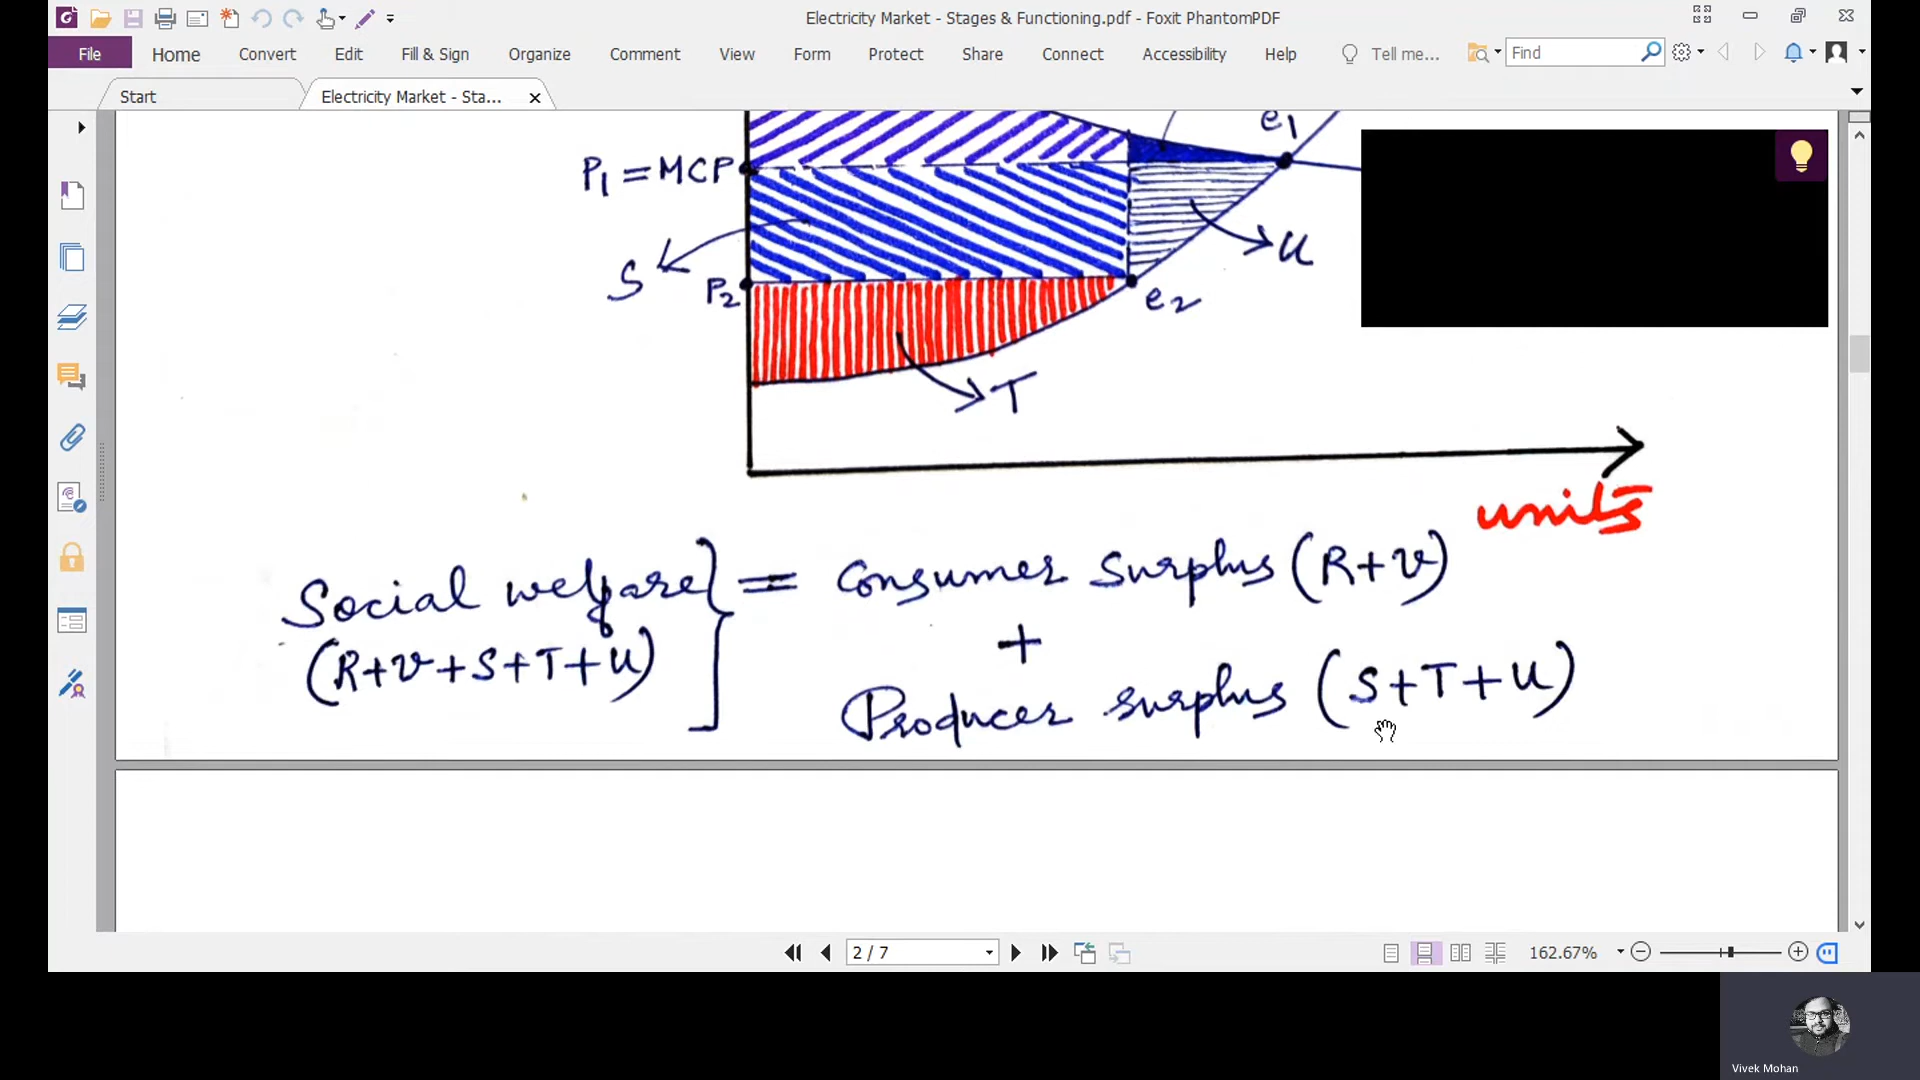 Electricity Market - Stages & Functioning.pdf - Foxit PhantomPDF
File Home Convert Edit Fill & Sign Organize Comment View Form Protect Share Connect Accessibility Help Tell me... Find
Start Electricity Market - Sta...
e1
P1 = MCP
U
S
P2
e2
T
units
Social welfare } = Consumer Surplus (R+v)
+
(R+v+S+T+U)
Producer surplus (S+T+U)
2 / 7 162.67%
Vivek Mohan